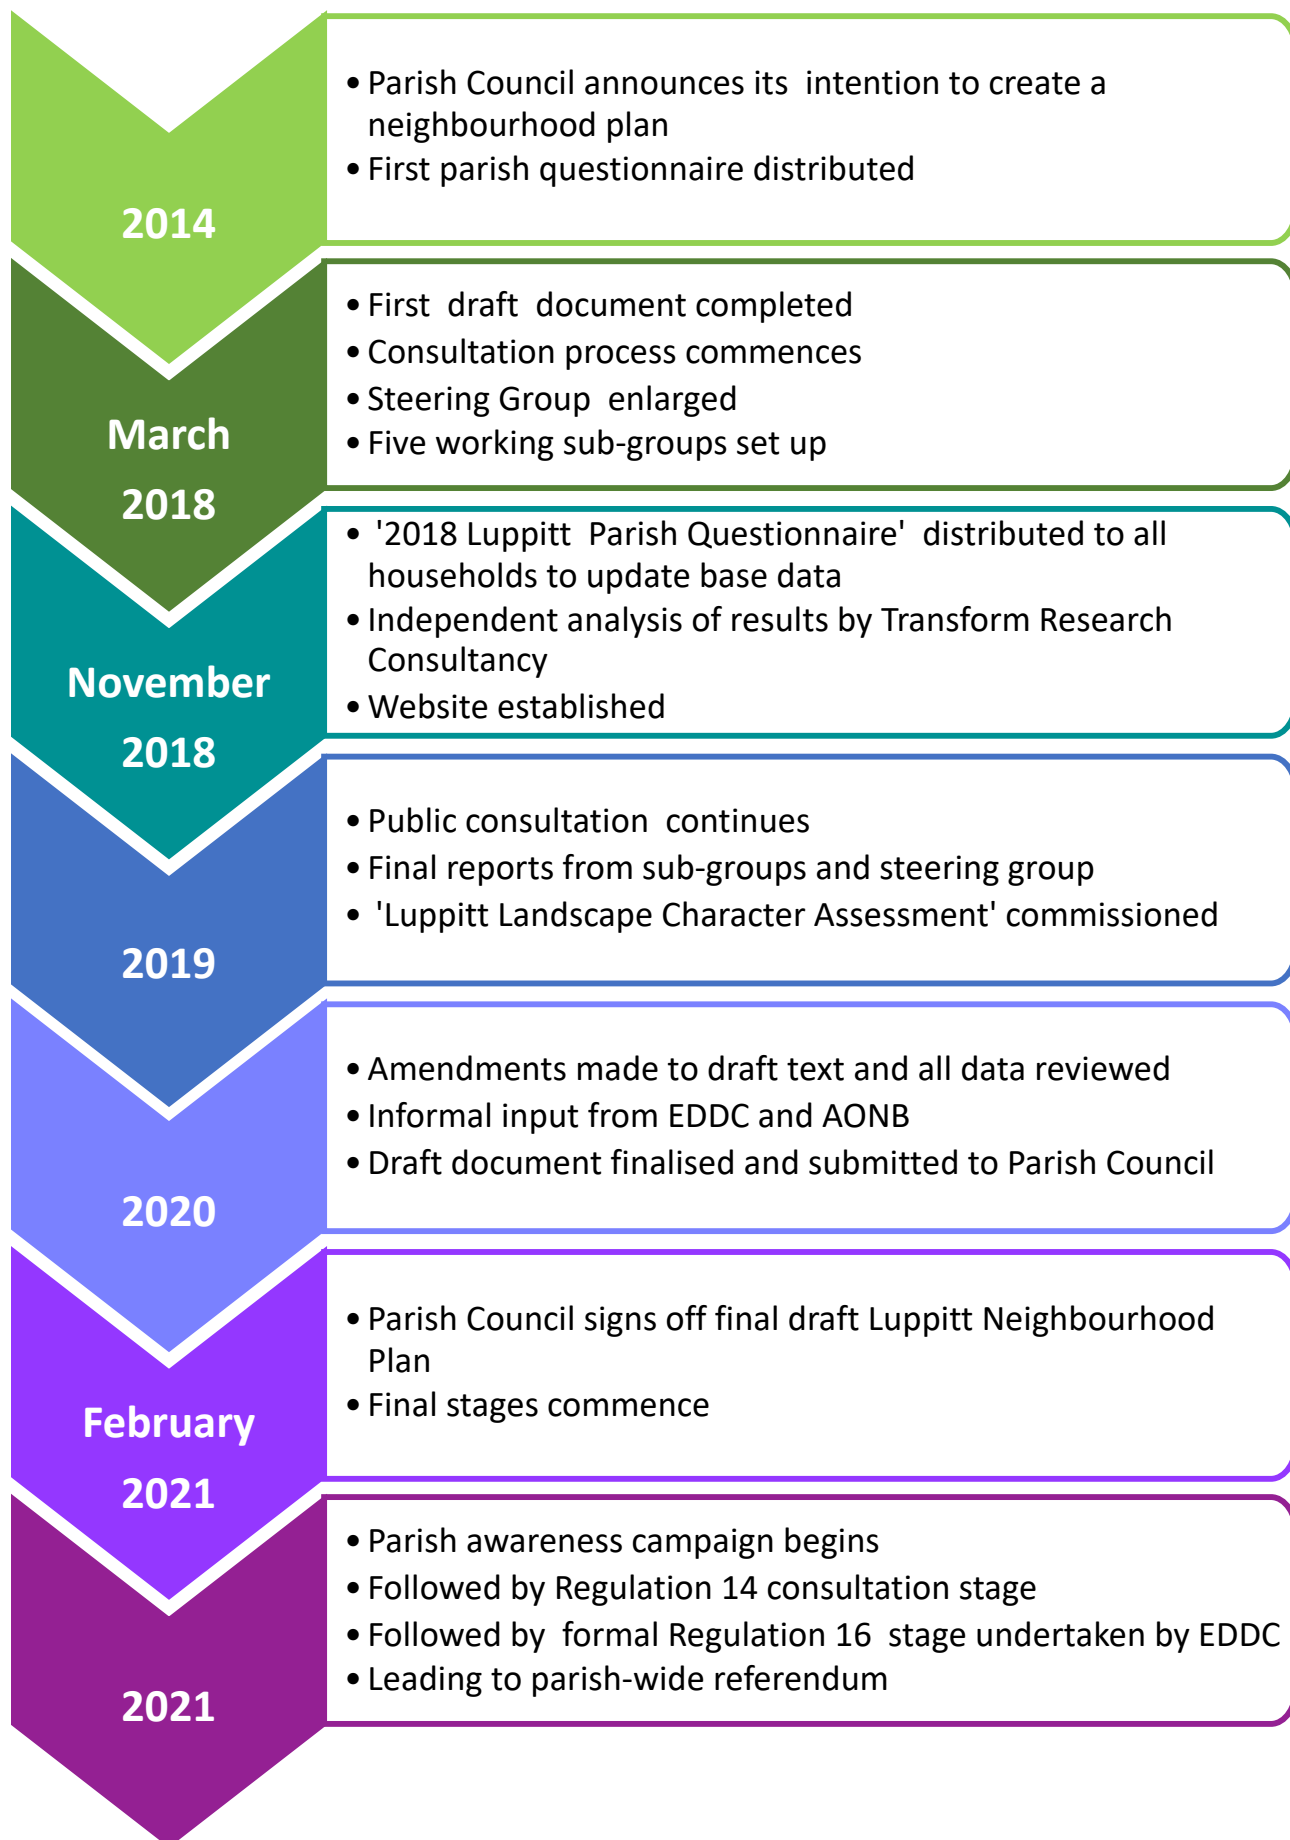 2014
• Parish Council announces its intention to create a
neighbourhood plan
• First parish questionnaire distributed
March
2018
• First draft document completed
• Consultation process commences
• Steering Group enlarged
• Five working sub-groups set up
November
2018
• '2018 Luppitt Parish Questionnaire' distributed to all
households to update base data
• Independent analysis of results by Transform Research
Consultancy
• Website established
2019
• Public consultation continues
• Final reports from sub-groups and steering group
• 'Luppitt Landscape Character Assessment' commissioned
2020
• Amendments made to draft text and all data reviewed
• Informal input from EDDC and AONB
• Draft document finalised and submitted to Parish Council
February
2021
• Parish Council signs off final draft Luppitt Neighbourhood
Plan
• Final stages commence
2021
• Parish awareness campaign begins
• Followed by Regulation 14 consultation stage
• Followed by formal Regulation 16 stage undertaken by EDDC
• Leading to parish-wide referendum